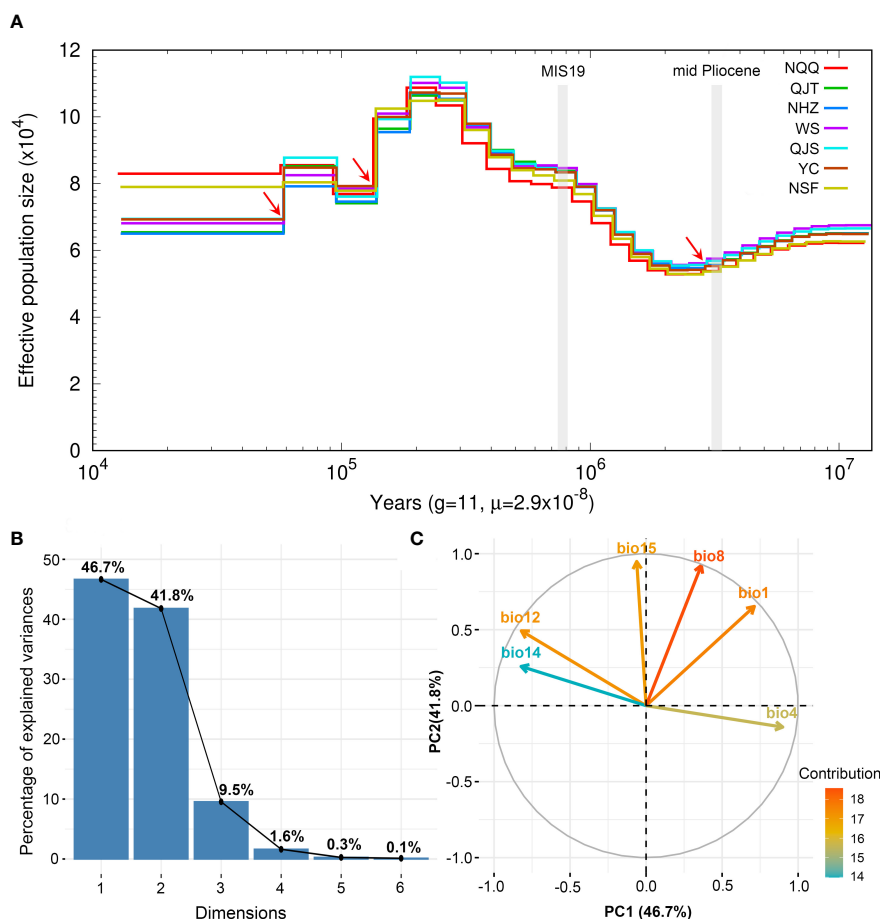 A
12
10
8
6
4
2
0
Effective population size (x10⁴)
MIS19
mid Pliocene
NQQ
QJT
NHZ
WS
QJS
YC
NSF
10⁴
10⁵
10⁶
10⁷
Years (g=11, µ=2.9x10⁻⁸)
B
50
40
30
20
10
0
Percentage of explained variances
46.7%
41.8%
9.5%
1.6%
0.3%
0.1%
1 2 3 4 5 6
Dimensions
C
1.0
0.5
0.0
-0.5
-1.0
PC2(41.8%)
bio15
bio8
bio1
bio12
bio14
bio4
-1.0 -0.5 0.0 0.5 1.0
PC1 (46.7%)
Contribution
18
17
16
15
14